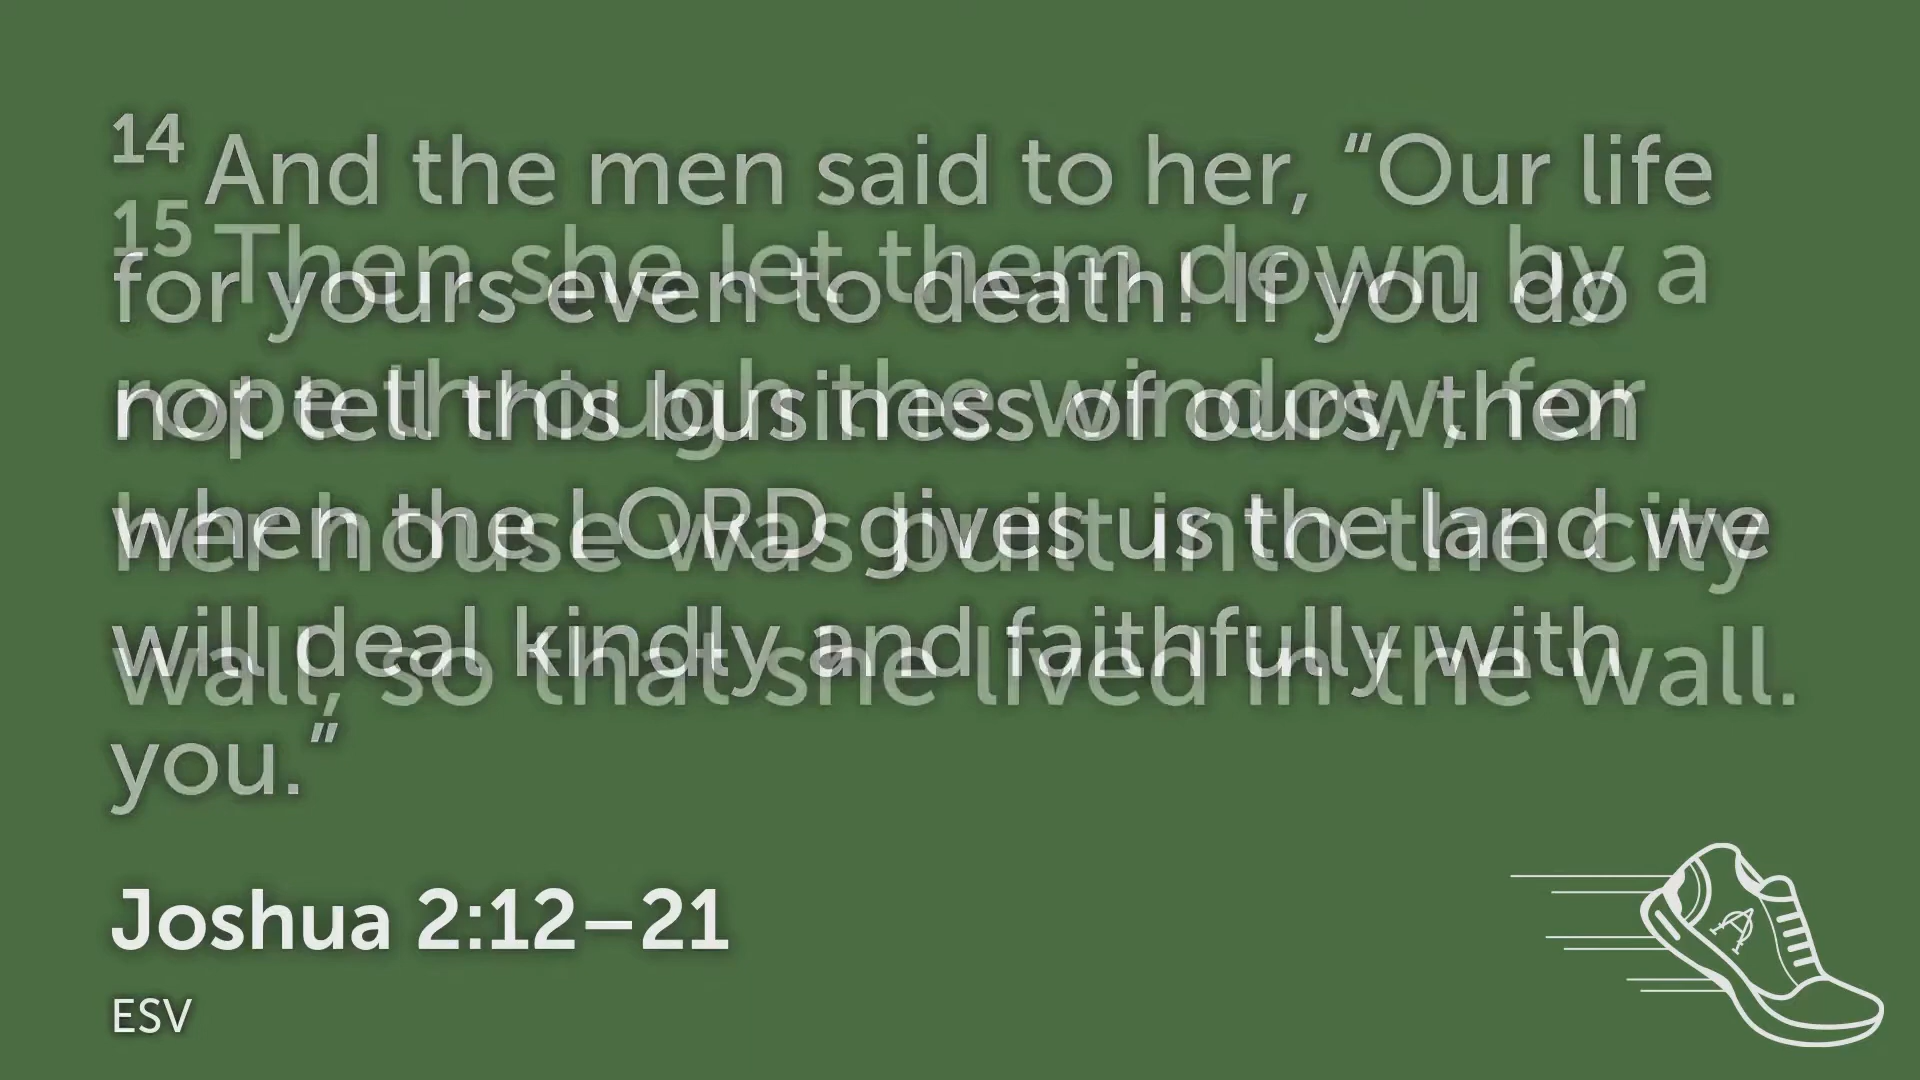 14 And the men said to her, “Our life
for yours even to death! If you do
not tell this business of ours, then
when the LORD gives us the land we
will deal kindly and faithfully with
you.”
15 Then she let them down by a
rope through the window, for
her house was built into the city
wall, so that she lived in the wall.
Joshua 2:12–21
ESV